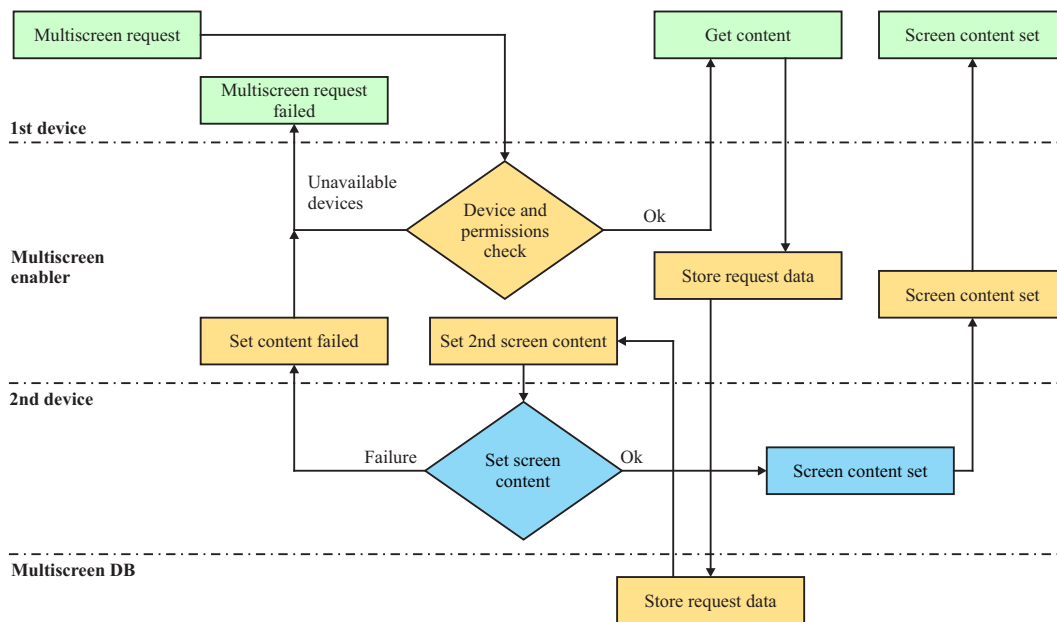 Multiscreen request
Get content
Screen content set
Multiscreen request
failed
1st device
Unavailable
devices
Device and
permissions
check
Ok
Multiscreen
enabler
Store request data
Screen content set
Set content failed
Set 2nd screen content
2nd device
Failure
Set screen
content
Ok
Screen content set
Multiscreen DB
Store request data